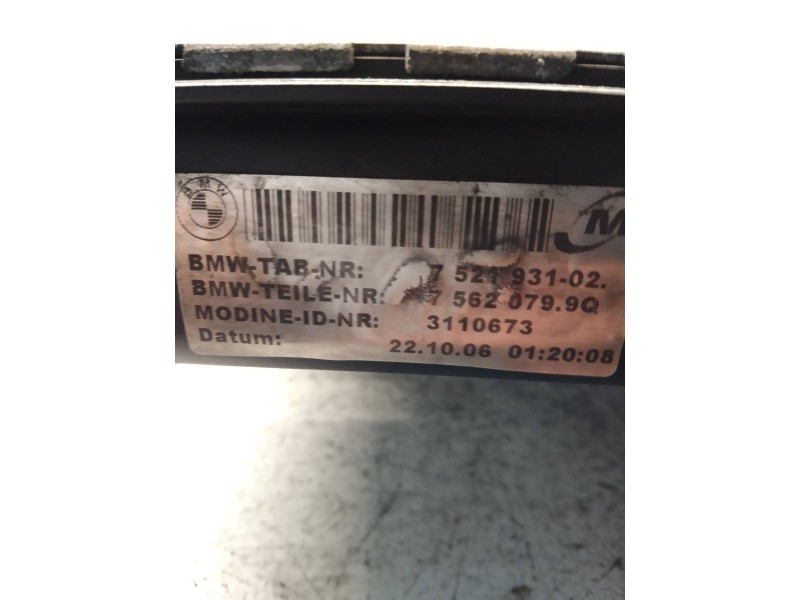 BMW
M
BMW-TAB-NR: 7 521 931-02.
BMW-TEILE-NR: 7 562 079.9Q
MODINE-ID-NR: 3110673
Datum: 22.10.06 01:20:08